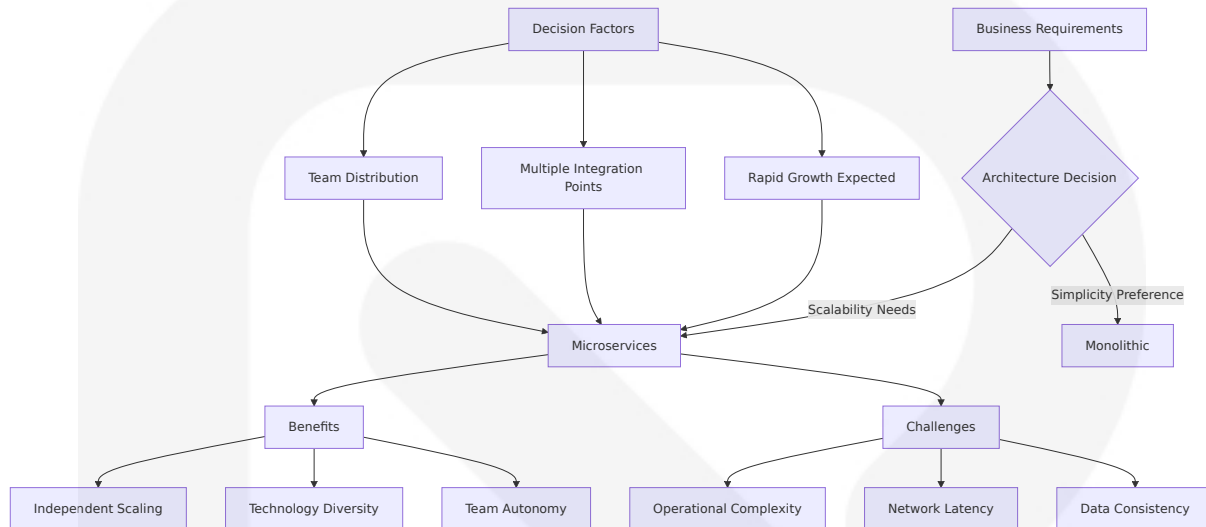 Decision Factors
Business Requirements
Team Distribution
Multiple Integration
Points
Rapid Growth Expected
Architecture Decision
Scalability Needs
Simplicity Preference
Microservices
Monolithic
Benefits
Challenges
Independent Scaling
Technology Diversity
Team Autonomy
Operational Complexity
Network Latency
Data Consistency